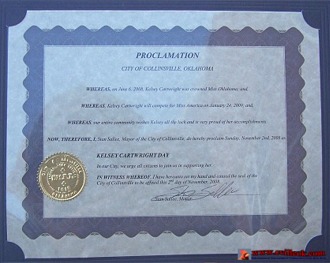 PROCLAMATION
CITY OF COLLINSVILLE, OKLAHOMA
WHEREAS, on June 6, 2008, Kelsey Cartwright was crowned Miss Oklahoma; and,
WHEREAS, Kelsey Cartwright will compete for Miss America on January 24, 2009; and,
WHEREAS, our entire community wishes Kelsey all the luck and is very proud of her accomplishments;
NOW, THEREFORE, I, Stan Sallee, Mayor of the City of Collinsville, do hereby proclaim Sunday, November 2nd, 2008 as
KELSEY CARTWRIGHT DAY
In our City, we urge all citizens to join us in supporting her.
IN WITNESS WHEREOF, I have hereunto set my hand and caused the seal of the
City of Collinsville to be affixed this 2nd day of November, 2008.
Stan Sallee, Mayor